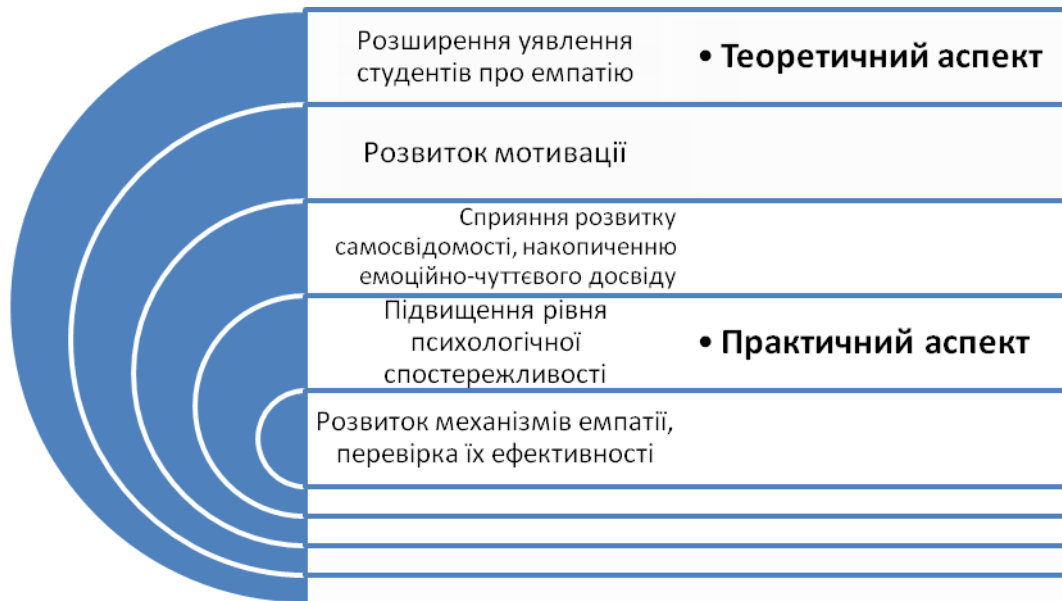 Розширення уявлення
студентів про емпатію
• Теоретичний аспект
Розвиток мотивації
Сприяння розвитку
самосвідомості, накопиченню
емоційно-чуттєвого досвіду
Підвищення рівня
психологічної
спостережливості
• Практичний аспект
Розвиток механізмів емпатії,
перевірка їх ефективності